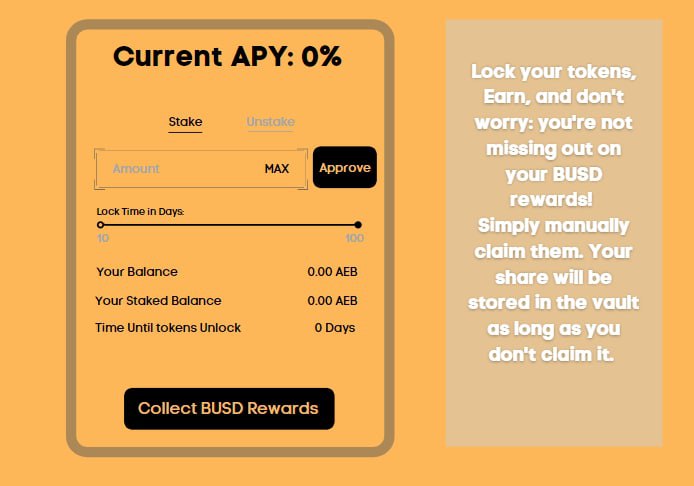 Current APY: 0%
Stake Unstake
Amount MAX Approve
Lock Time in Days:
10 100
Your Balance 0.00 AEB
Your Staked Balance 0.00 AEB
Time Until tokens Unlock 0 Days
Collect BUSD Rewards
Lock your tokens,
Earn, and don't
worry: you're not
missing out on
your BUSD
rewards!
Simply manually
claim them. Your
share will be
stored in the vault
as long as you
don't claim it.